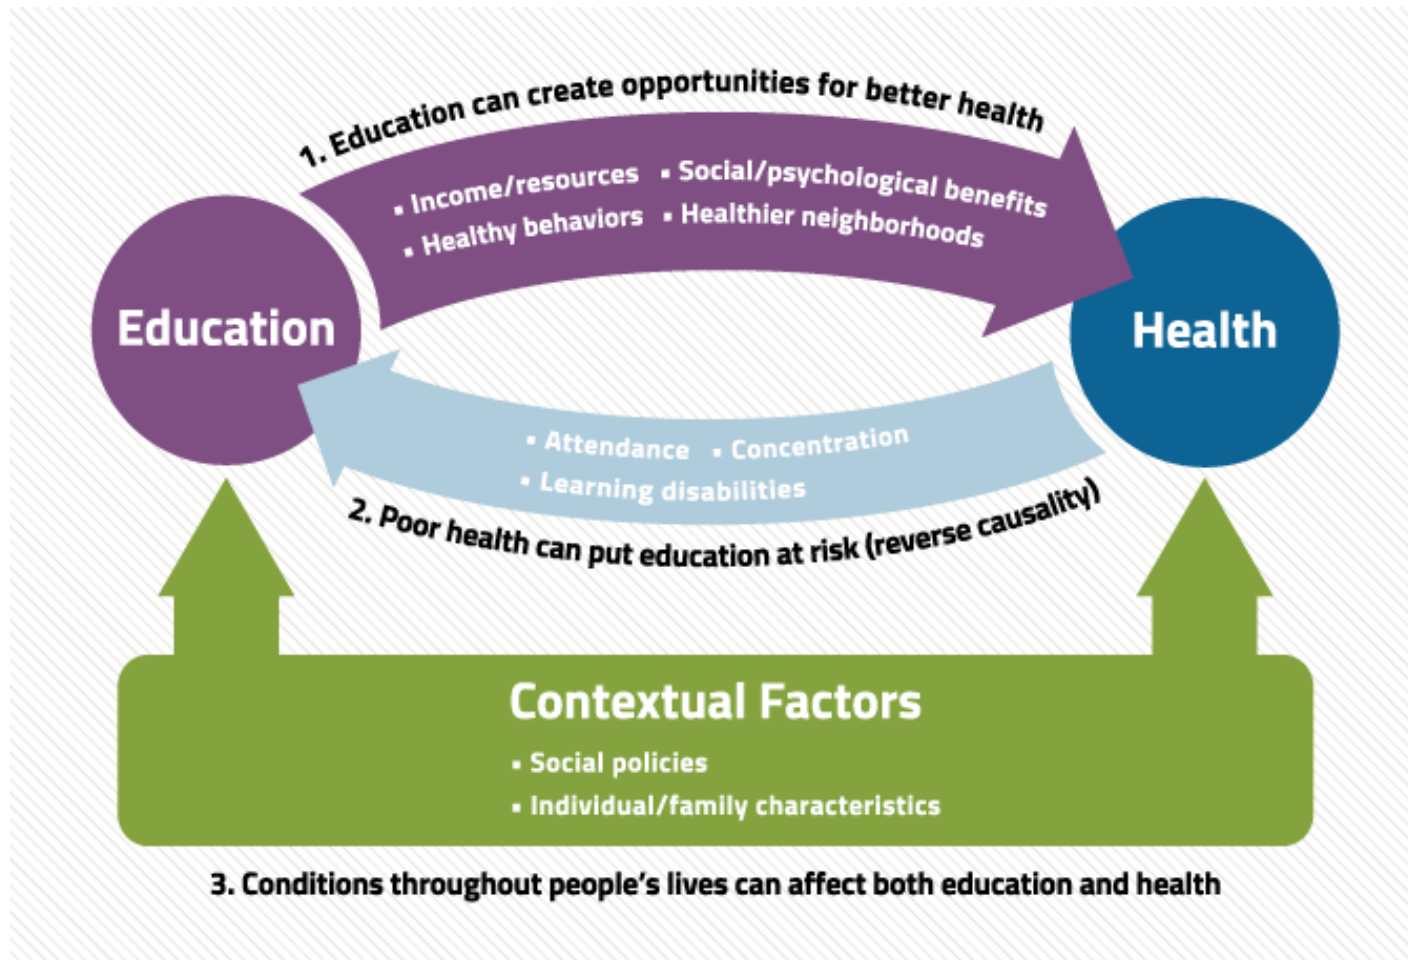 1. Education can create opportunities for better health
▪ Income/resources ▪ Social/psychological benefits
▪ Healthy behaviors ▪ Healthier neighborhoods
Education
Health
▪ Attendance ▪ Concentration
▪ Learning disabilities
2. Poor health can put education at risk (reverse causality)
Contextual Factors
▪ Social policies
▪ Individual/family characteristics
3. Conditions throughout people’s lives can affect both education and health